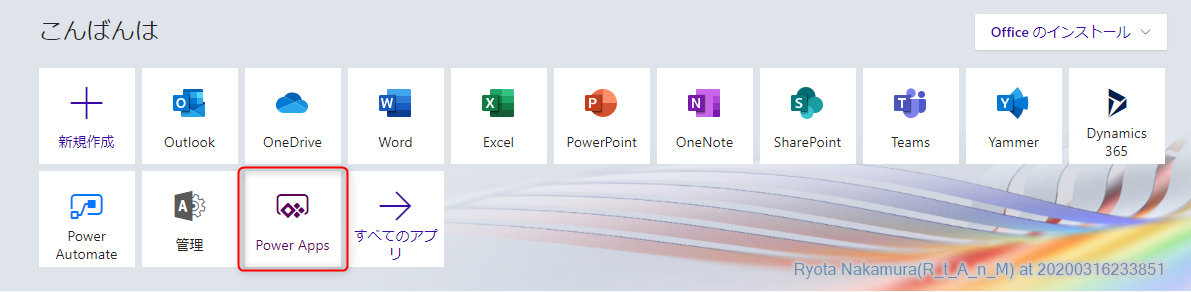 こんばんは
Office のインストール
新規作成
Outlook
OneDrive
Word
Excel
PowerPoint
OneNote
SharePoint
Teams
Yammer
Dynamics
365
Power
Automate
管理
Power Apps
すべてのアプ
リ
Ryota Nakamura(R_t_A_n_M) at 20200316233851